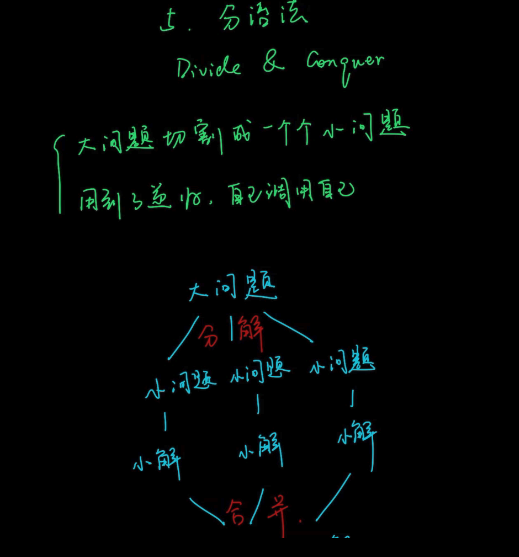 5. 分治法
Divide & Conquer
大问题切割成一个个小问题
用到了递归，自己调用自己
大问题
分解
小问题 小问题 小问题
小解 小解 小解
合并